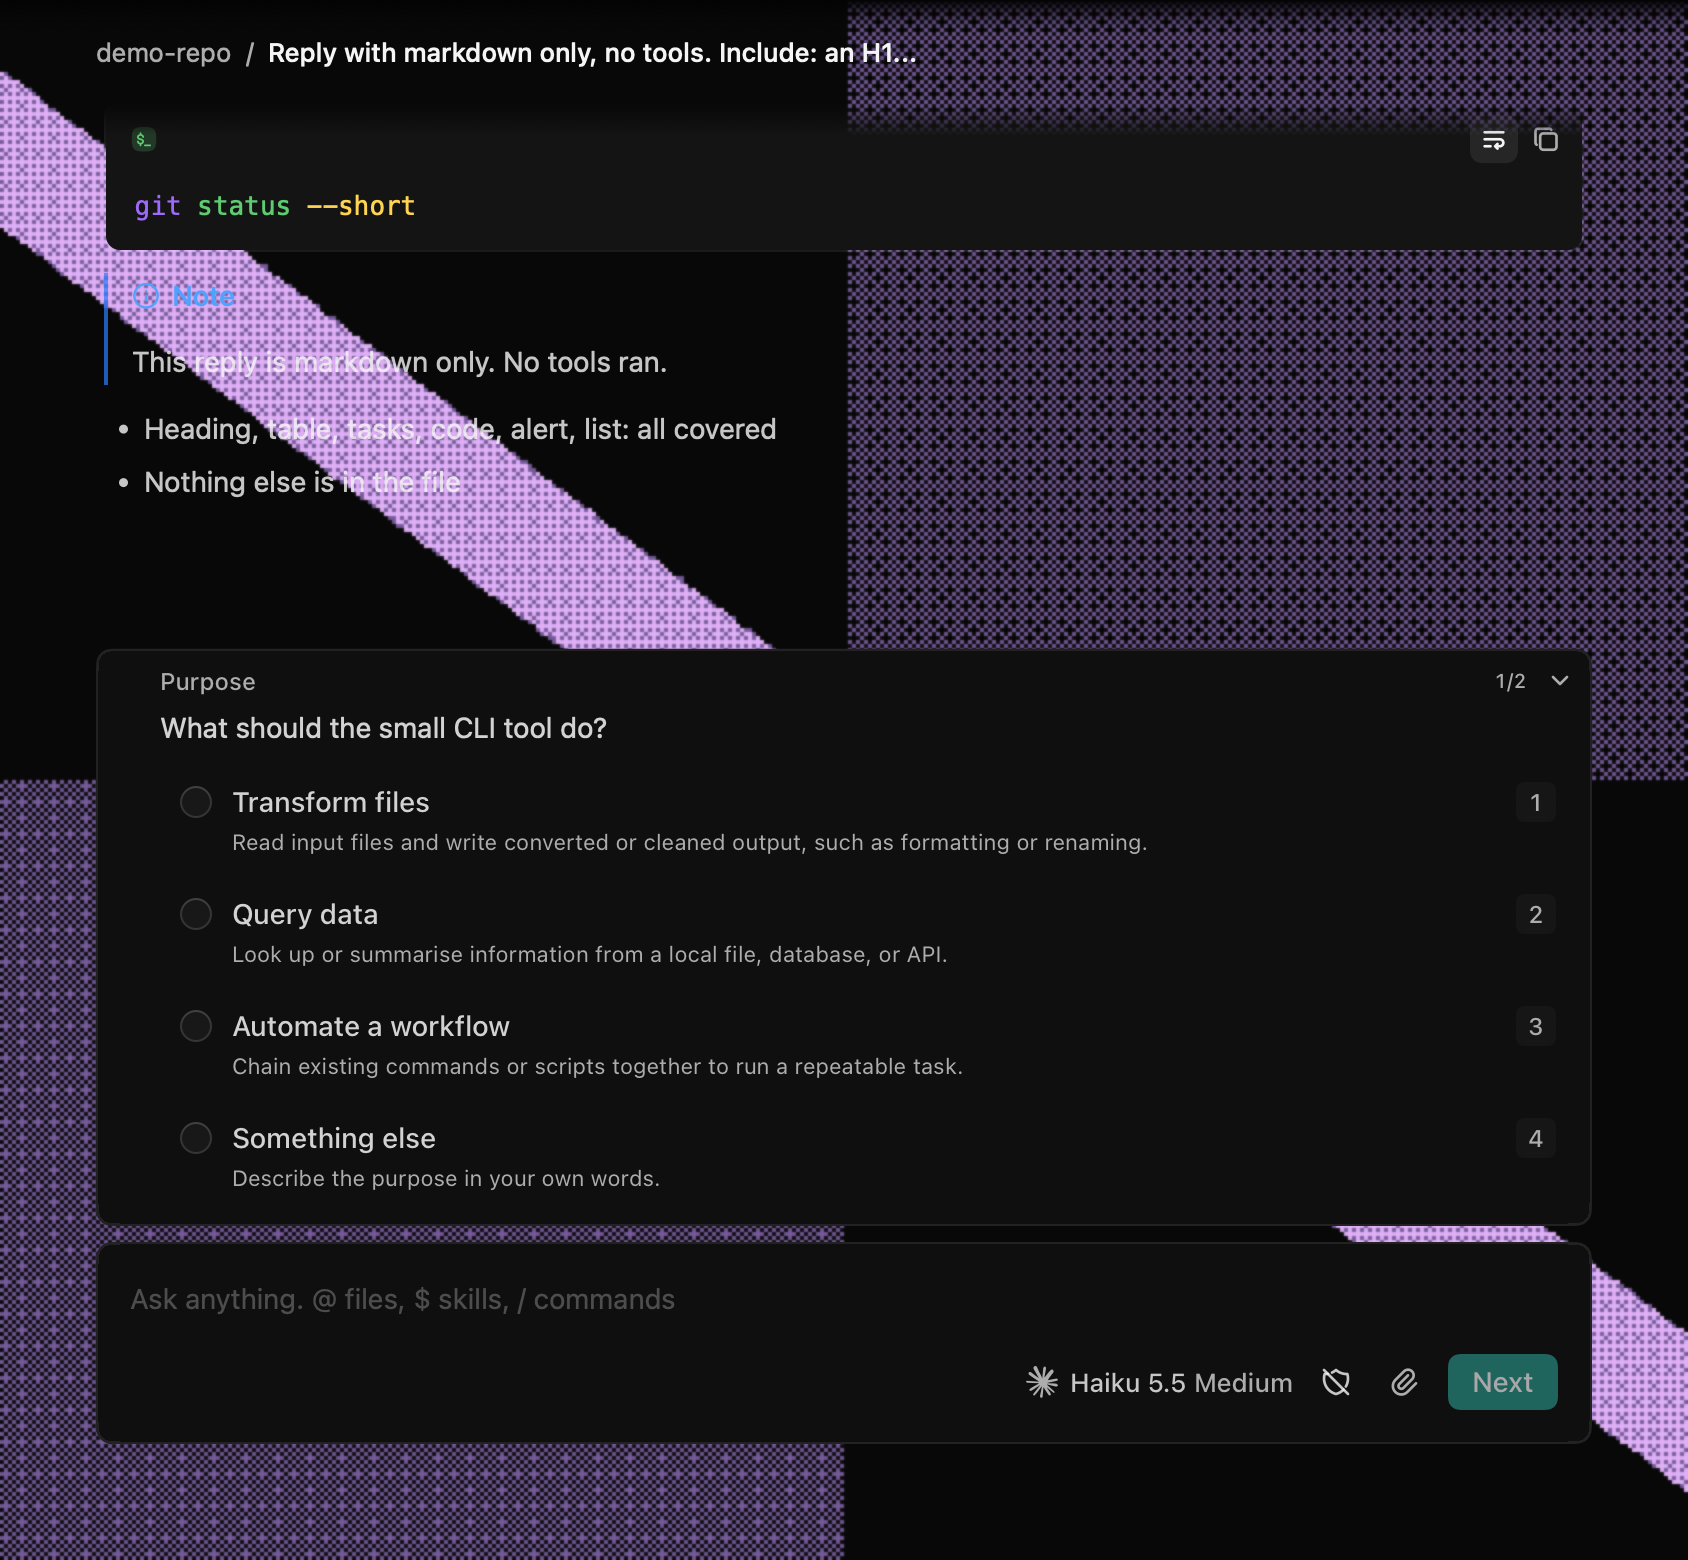 demo-repo / Reply with markdown only, no tools. Include: an H1...
$_
git status --short
Note
This reply is markdown only. No tools ran.
• Heading, table, tasks, code, alert, list: all covered
• Nothing else is in the file
Purpose 1/2
What should the small CLI tool do?
Transform files 1
Read input files and write converted or cleaned output, such as formatting or renaming.
Query data 2
Look up or summarise information from a local file, database, or API.
Automate a workflow 3
Chain existing commands or scripts together to run a repeatable task.
Something else 4
Describe the purpose in your own words.
Ask anything. @ files, $ skills, / commands
Haiku 5.5 Medium Next